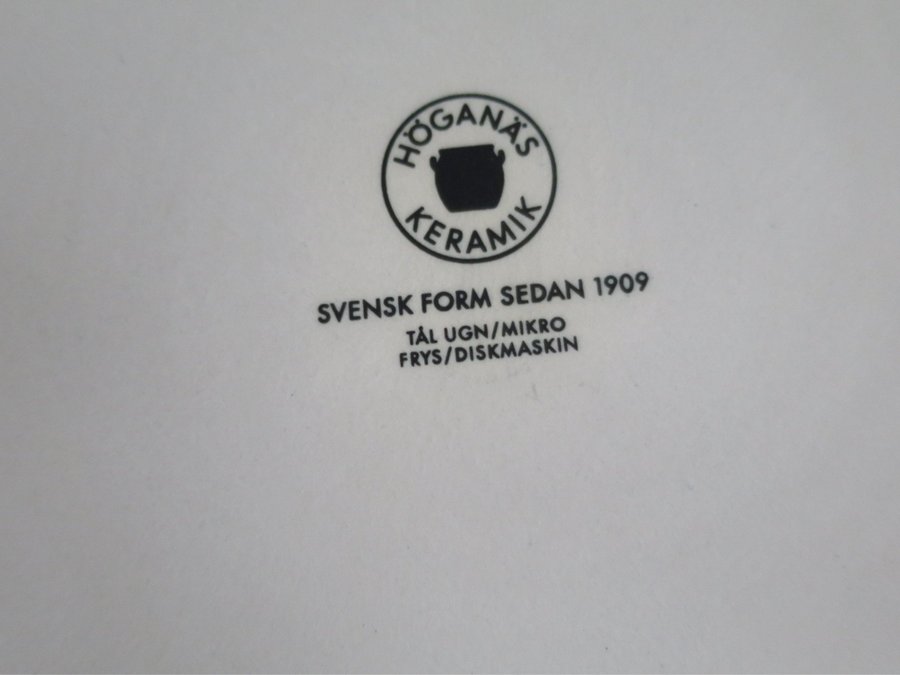 HÖGANÄS
KERAMIK
SVENSK FORM SEDAN 1909
TÅL UGN/MIKRO
FRYS/DISKMASKIN